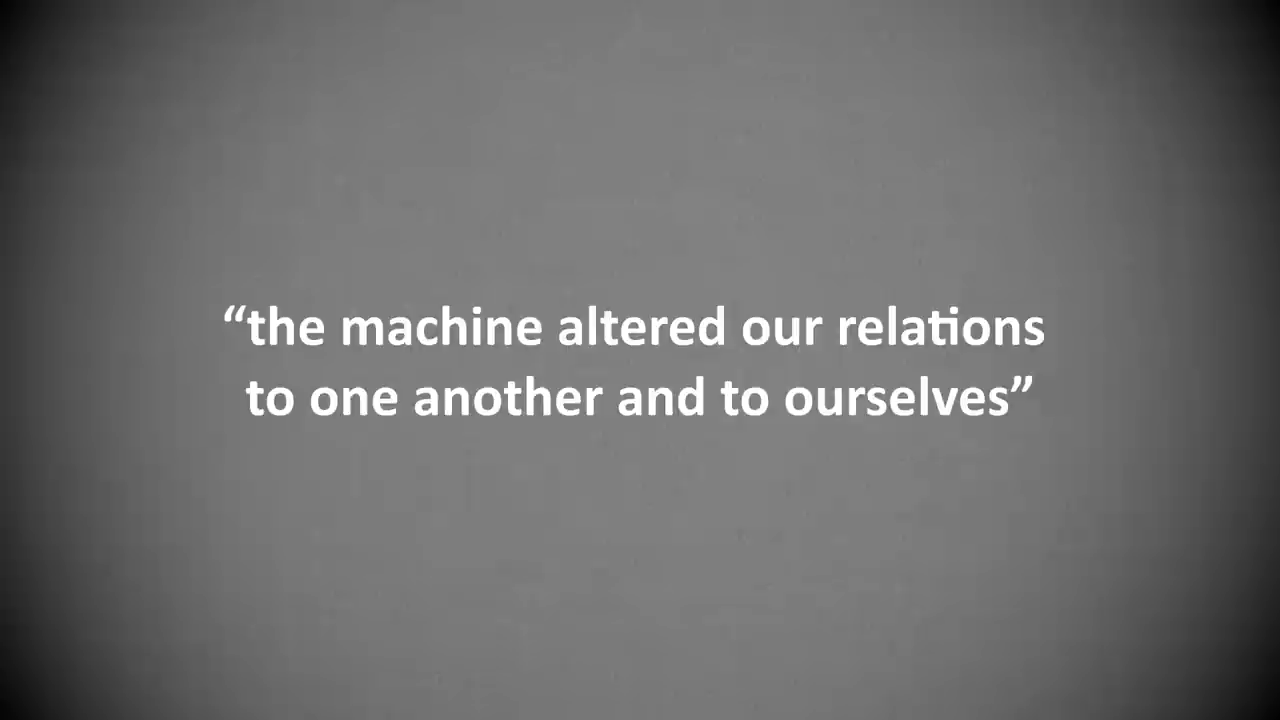 “the machine altered our relations
to one another and to ourselves”